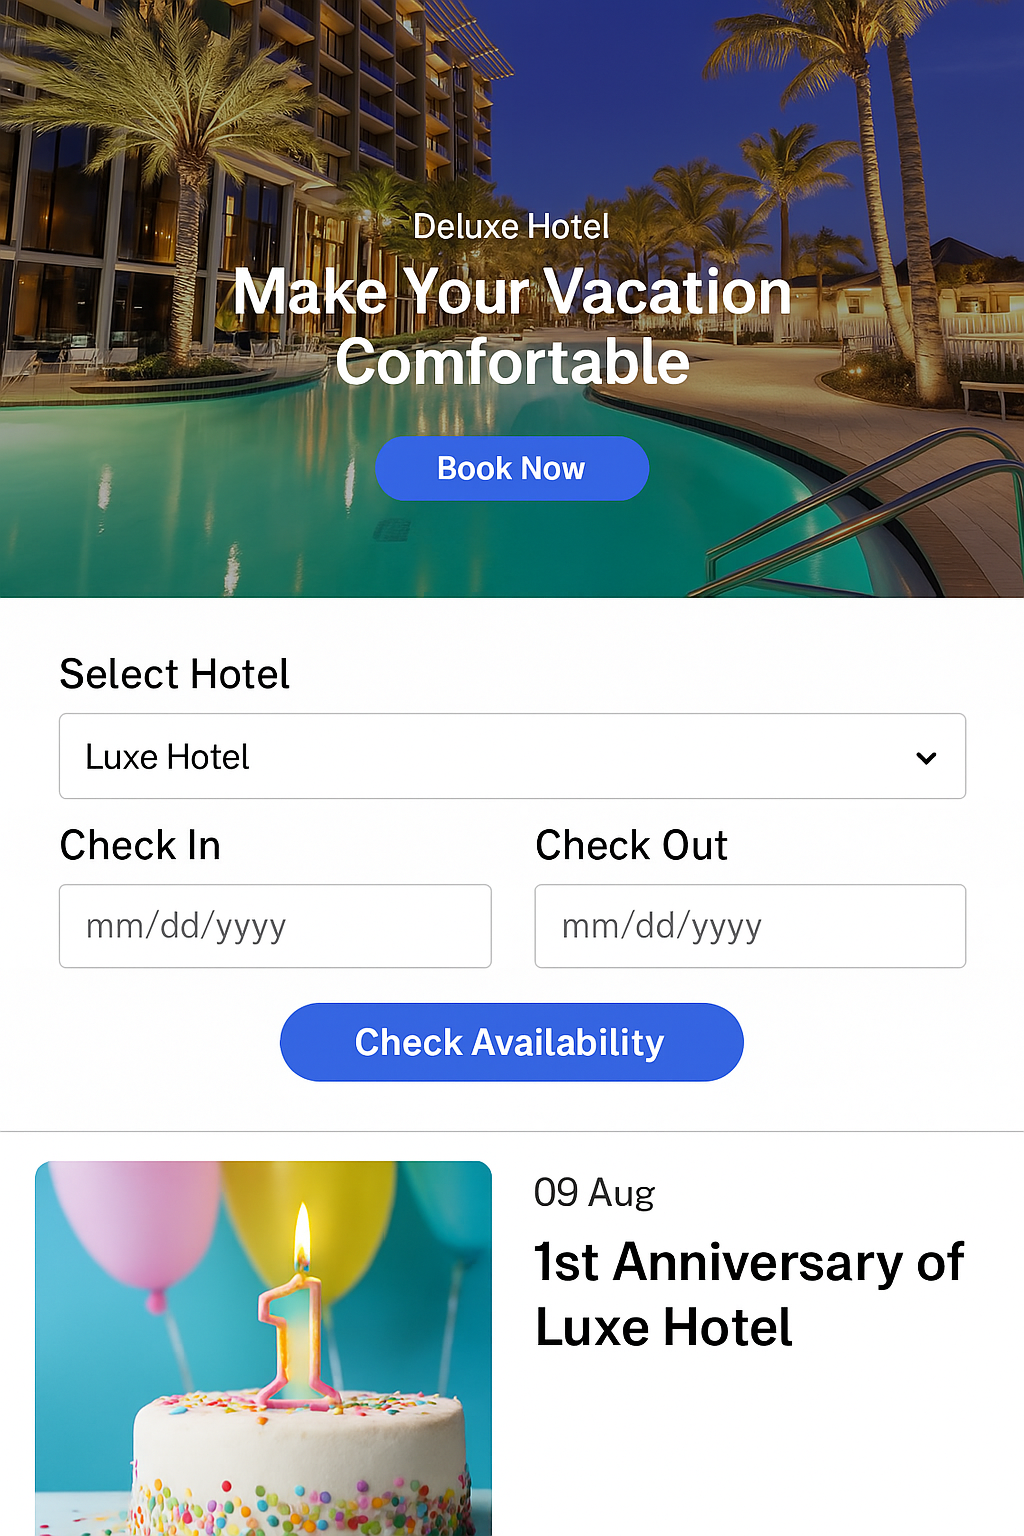 Deluxe Hotel
Make Your Vacation
Comfortable
Book Now
Select Hotel
Luxe Hotel
Check In
Check Out
mm/dd/yyyy
mm/dd/yyyy
Check Availability
09 Aug
1st Anniversary of
Luxe Hotel
1